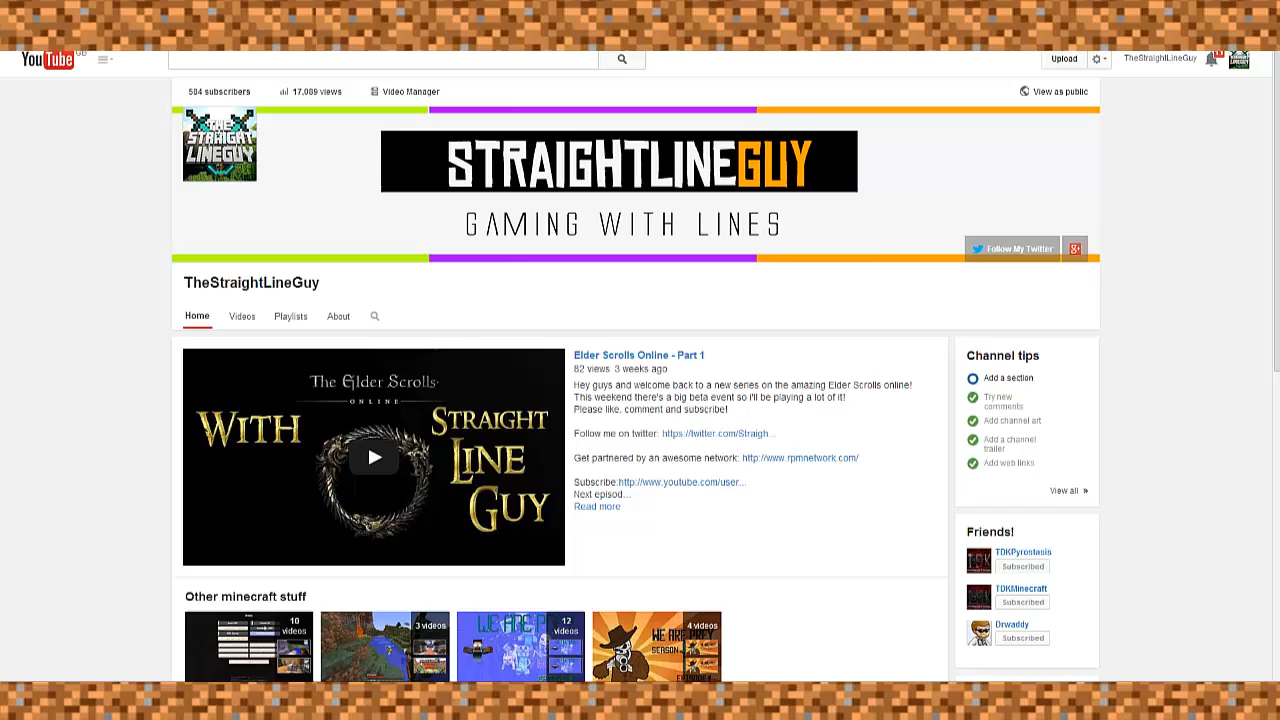 YouTube GB
Upload
TheStraightLineGuy
584 subscribers
17,089 views
Video Manager
View as public
THE
STRAIGHT
LINEGUY
STRAIGHTLINEGUY
GAMING WITH LINES
Follow My Twitter
TheStraightLineGuy
Home
Videos
Playlists
About
The Elder Scrolls
ONLINE
WITH
STRAIGHT
LINE
GUY
Elder Scrolls Online - Part 1
82 views 3 weeks ago
Hey guys and welcome back to a new series on the amazing Elder Scrolls online!
This weekend there's a big beta event so i'll be playing a lot of it!
Please like, comment and subscribe!
Follow me on twitter: https://twitter.com/Straigh...
Get partnered by an awesome network: http://www.rpmnetwork.com/
Subscribe:http://www.youtube.com/user...
Next episod...
Read more
Channel tips
Add a section
Try new
comments
Add channel art
Add a channel
trailer
Add web links
View all »
Friends!
TDKPyrostasis
Subscribed
TDKMinecraft
Subscribed
Drwaddy
Subscribed
Other minecraft stuff
10
videos
3 videos
WE ARE
12
videos
WE ARE PREY
SEASON
4 videos